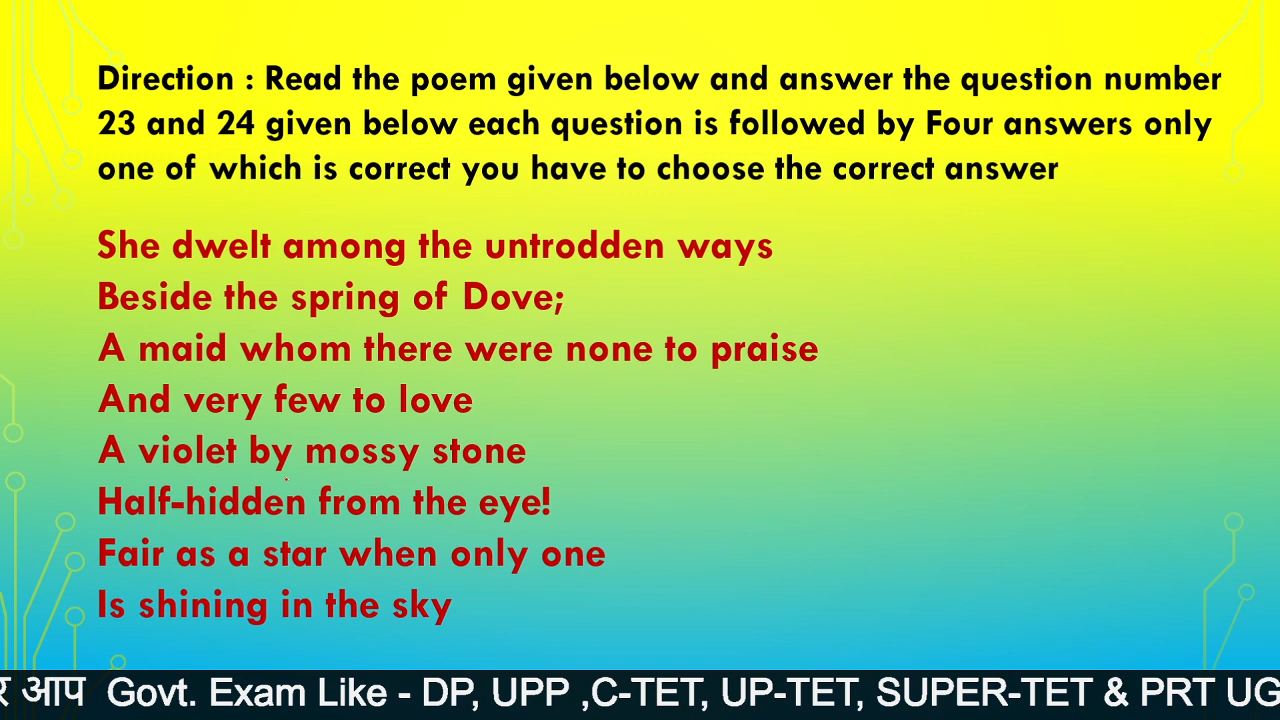 Direction : Read the poem given below and answer the question number
23 and 24 given below each question is followed by Four answers only
one of which is correct you have to choose the correct answer
She dwelt among the untrodden ways
Beside the spring of Dove;
A maid whom there were none to praise
And very few to love
A violet by mossy stone
Half-hidden from the eye!
Fair as a star when only one
Is shining in the sky
र आप Govt. Exam Like - DP, UPP ,C-TET, UP-TET, SUPER-TET & PRT UG